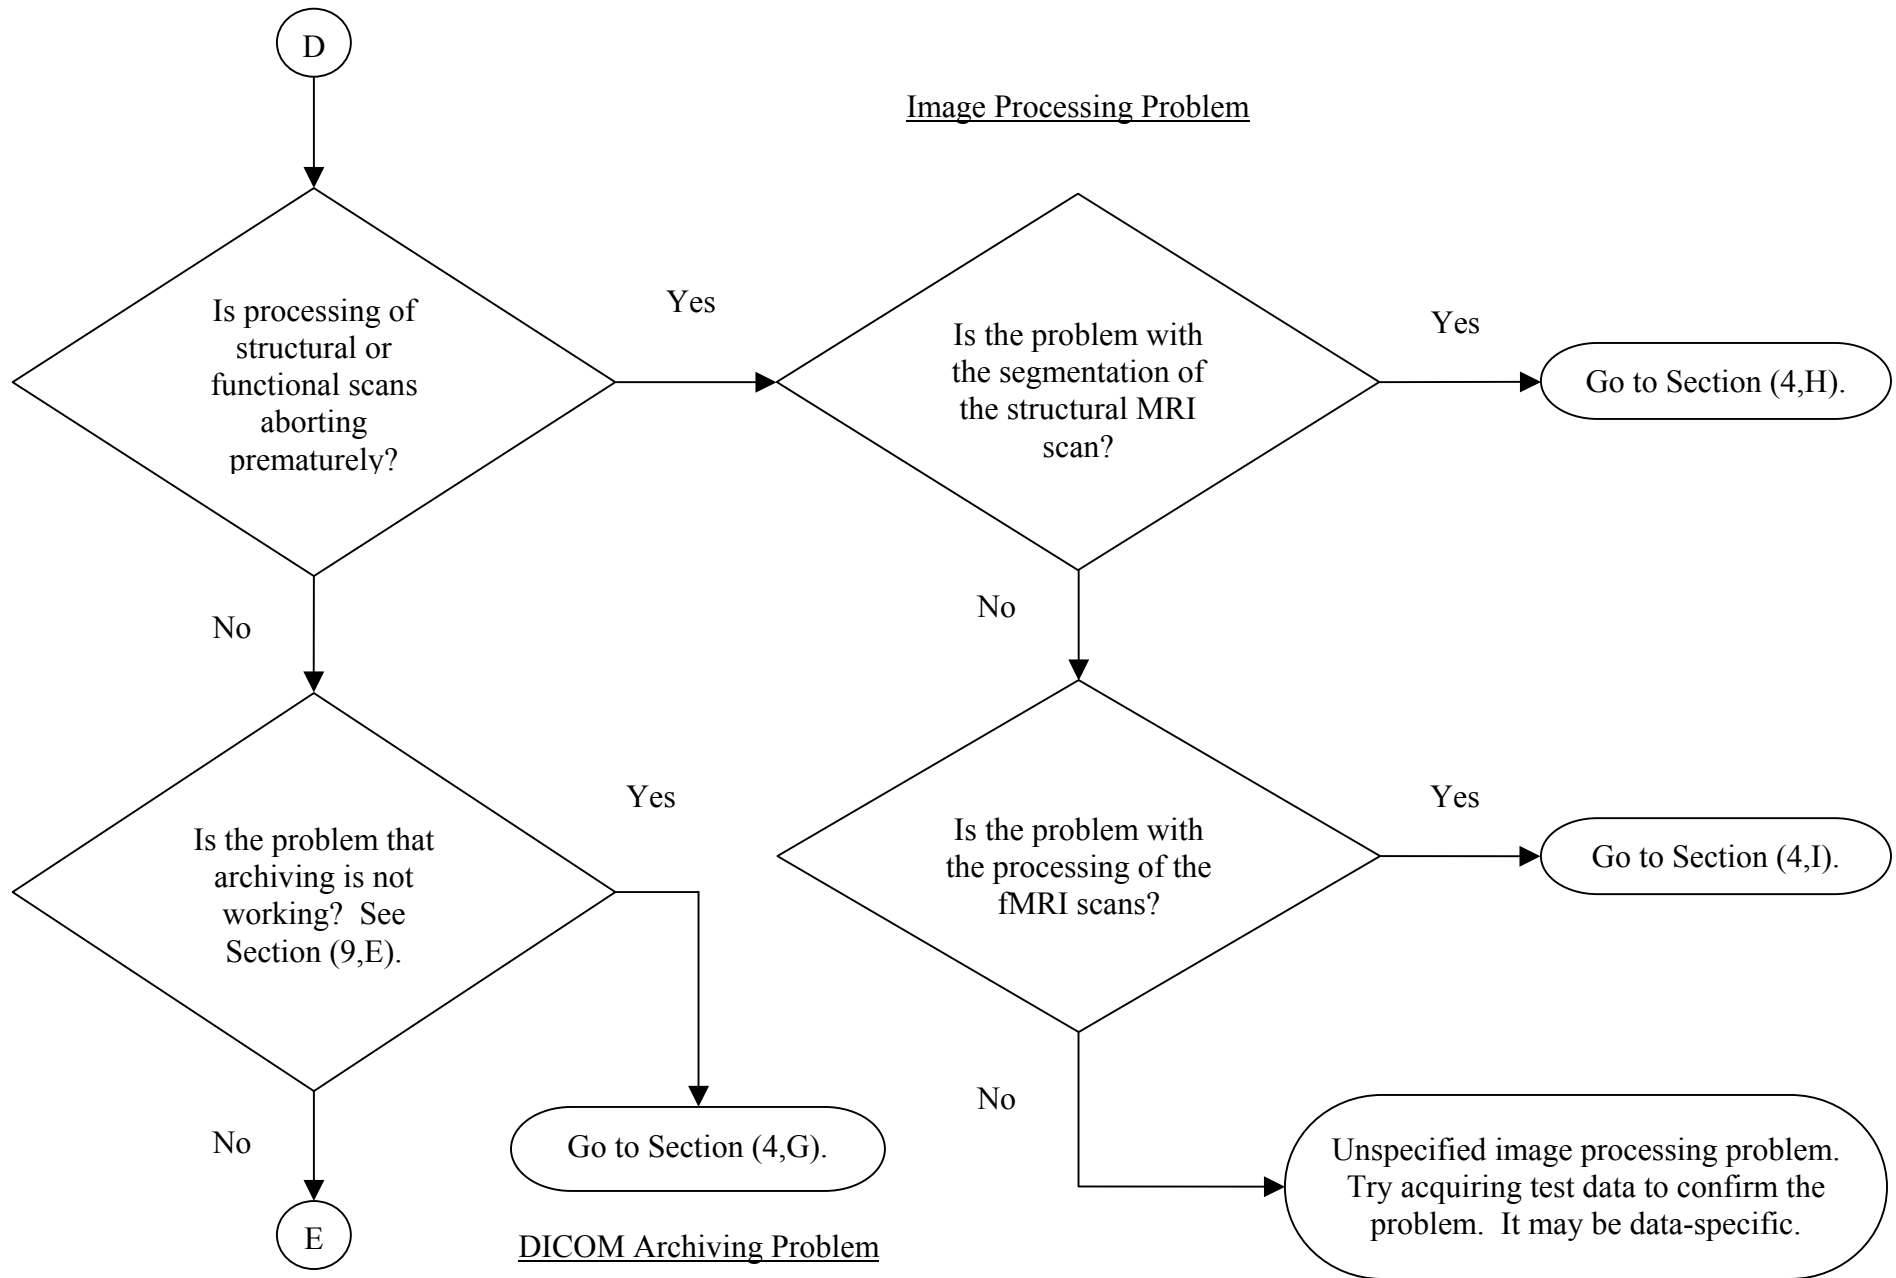 D
Image Processing Problem
Is processing of
structural or
functional scans
aborting
prematurely?
Yes
Is the problem with
the segmentation of
the structural MRI
scan?
Yes
Go to Section (4,H).
No
No
Is the problem that
archiving is not
working?  See
Section (9,E).
Yes
Go to Section (4,G).
DICOM Archiving Problem
No
E
Is the problem with
the processing of the
fMRI scans?
Yes
Go to Section (4,I).
No
Unspecified image processing problem.
Try acquiring test data to confirm the
problem.  It may be data-specific.